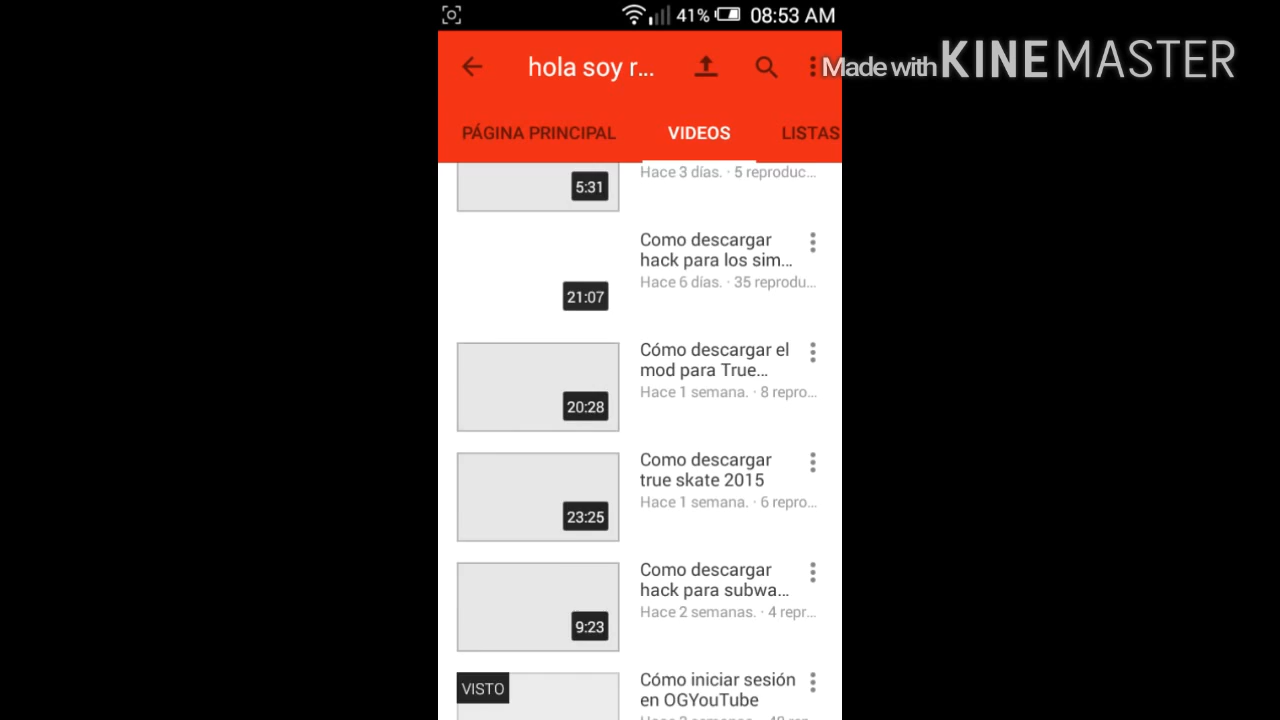 41% 08:53 AM
hola soy r...
Made with KINEMASTER
PÁGINA PRINCIPAL VIDEOS LISTAS
5:31
Hace 3 días. · 5 reproduc...
Como descargar
hack para los sim...
Hace 6 días. · 35 reprodu...
21:07
Cómo descargar el
mod para True...
Hace 1 semana. · 8 repro...
20:28
Como descargar
true skate 2015
Hace 1 semana. · 6 repro...
23:25
Como descargar
hack para subwa...
Hace 2 semanas. · 4 repr...
9:23
VISTO
Cómo iniciar sesión
en OGYouTube